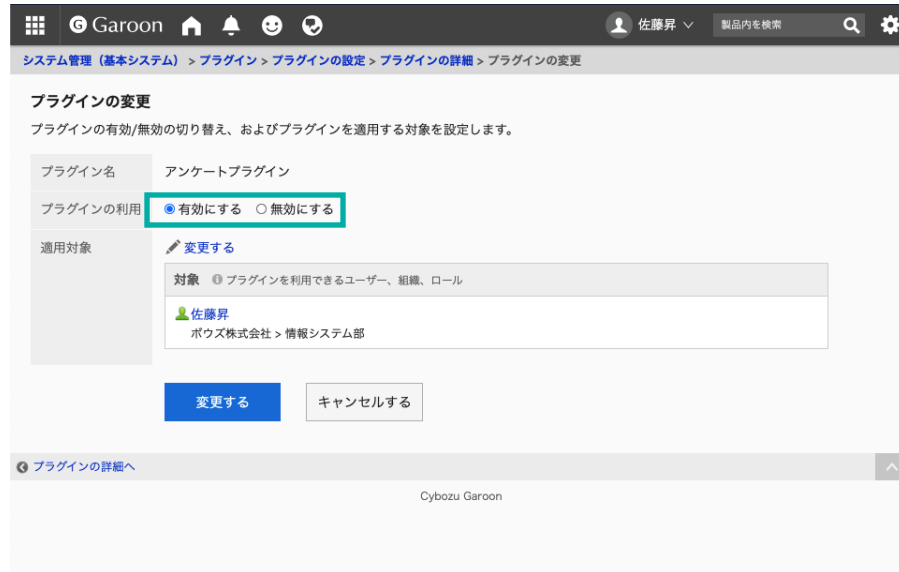 Garoon 佐藤昇 製品内を検索
システム管理（基本システム） > プラグイン > プラグインの設定 > プラグインの詳細 > プラグインの変更
プラグインの変更
プラグインの有効/無効の切り替え、およびプラグインを適用する対象を設定します。
プラグイン名 アンケートプラグイン
プラグインの利用 有効にする 無効にする
適用対象 変更する
対象 プラグインを利用できるユーザー、組織、ロール
佐藤昇
ボウズ株式会社 > 情報システム部
変更する キャンセルする
プラグインの詳細へ
Cybozu Garoon